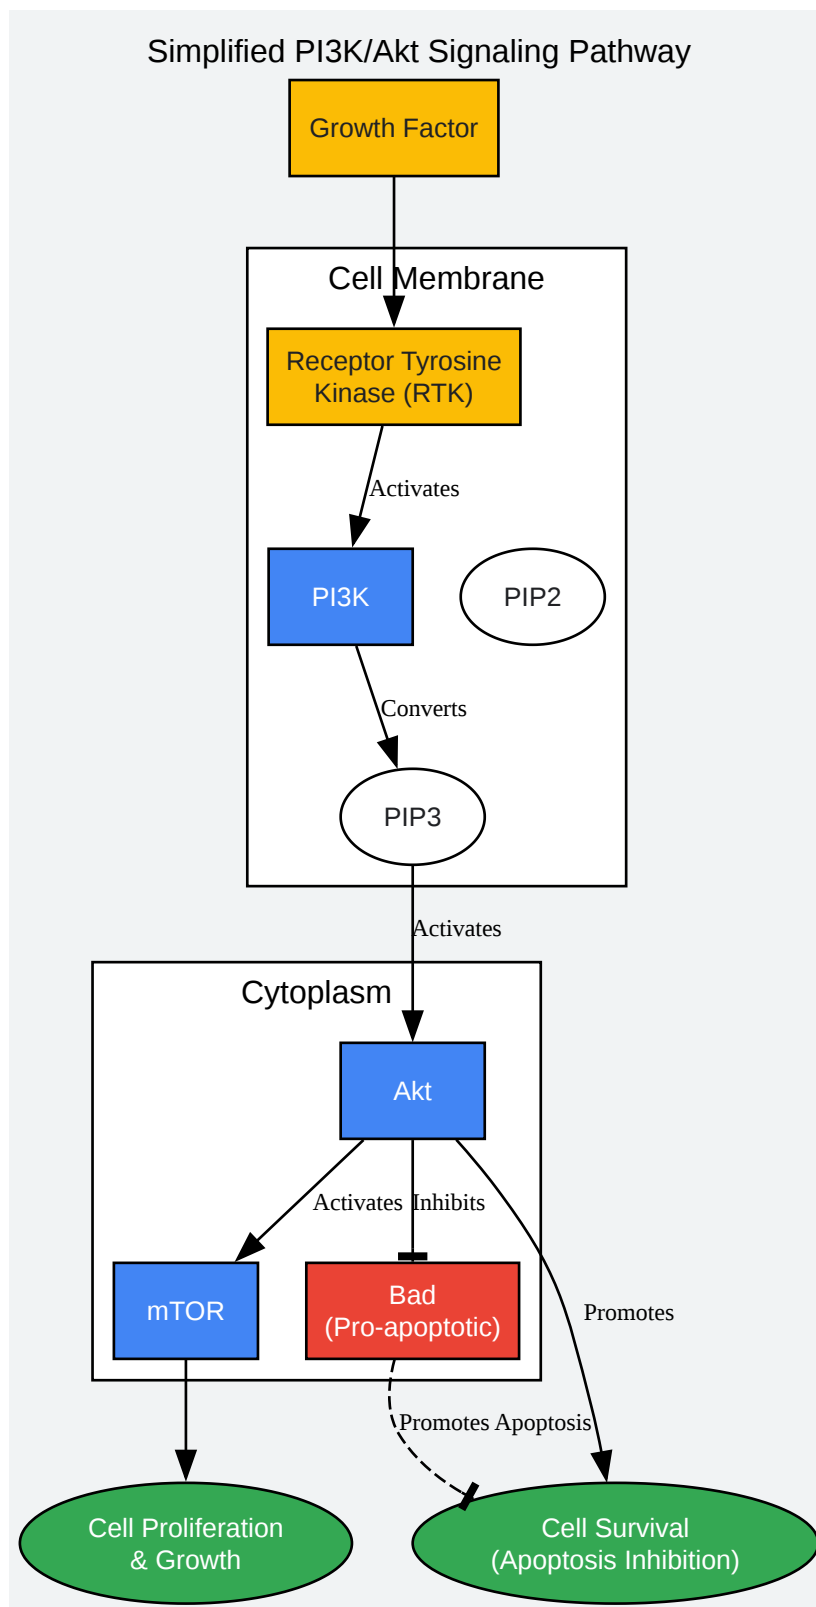 Simplified PI3K/Akt Signaling Pathway
Growth Factor
Cell Membrane
Receptor Tyrosine
Kinase (RTK)
Activates
PI3K
PIP2
Converts
PIP3
Activates
Cytoplasm
Akt
Activates
Inhibits
mTOR
Bad
(Pro-apoptotic)
Promotes
Promotes Apoptosis
Cell Proliferation
& Growth
Cell Survival
(Apoptosis Inhibition)